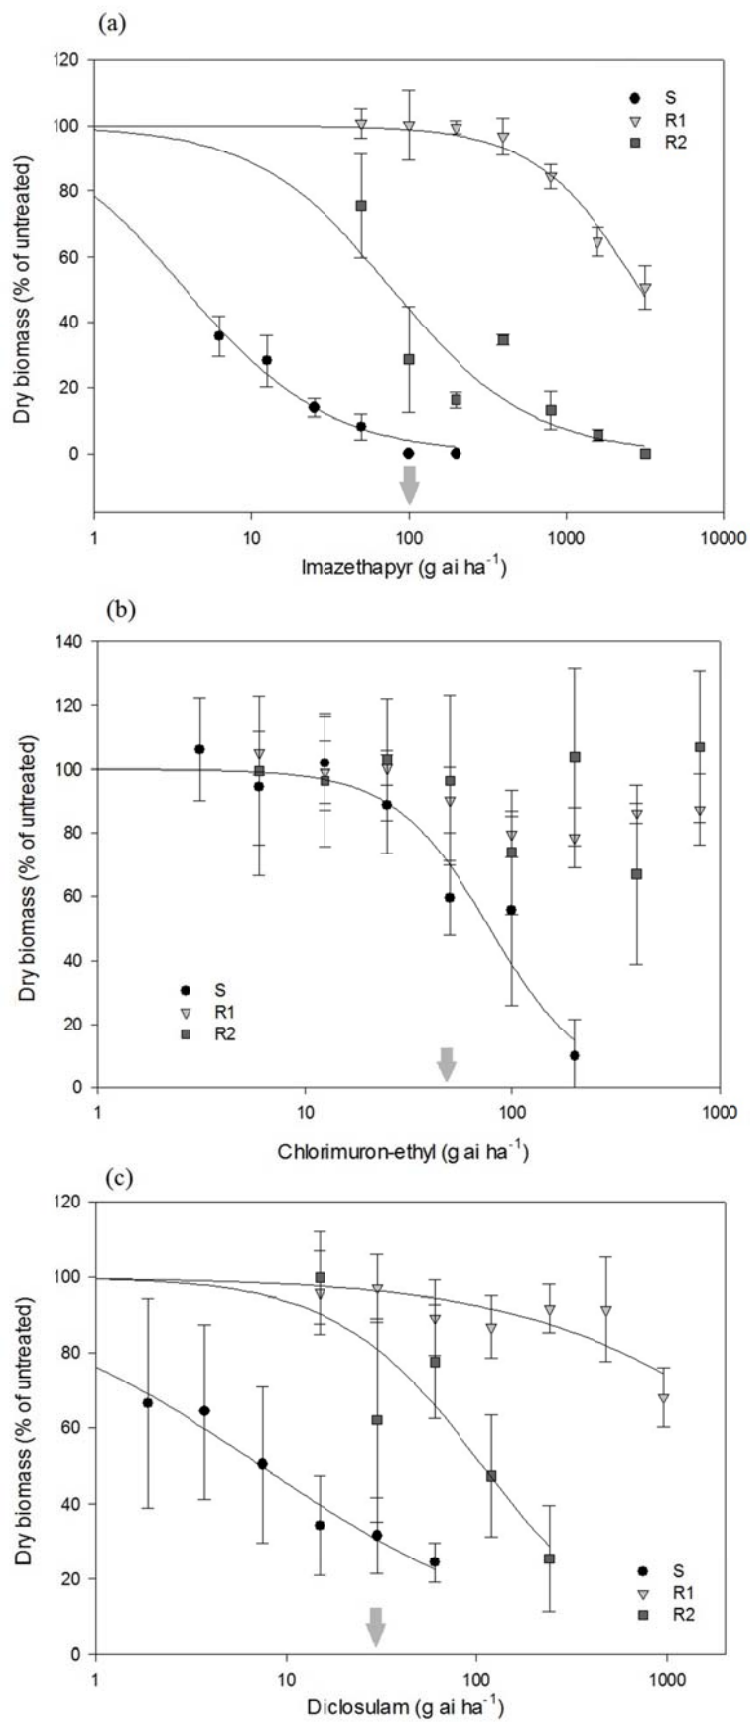 (a)
120
100
80
60
40
20
0
Dry biomass (% of untreated)
S
R1
R2
1
10
100
1000
10000
Imazethapyr (g ai ha⁻¹)
(b)
140
120
100
80
60
40
20
0
Dry biomass (% of untreated)
S
R1
R2
1
10
100
1000
Chlorimuron-ethyl (g ai ha⁻¹)
(c)
120
100
80
60
40
20
0
Dry biomass (% of untreated)
S
R1
R2
1
10
100
1000
Diclosulam (g ai ha⁻¹)